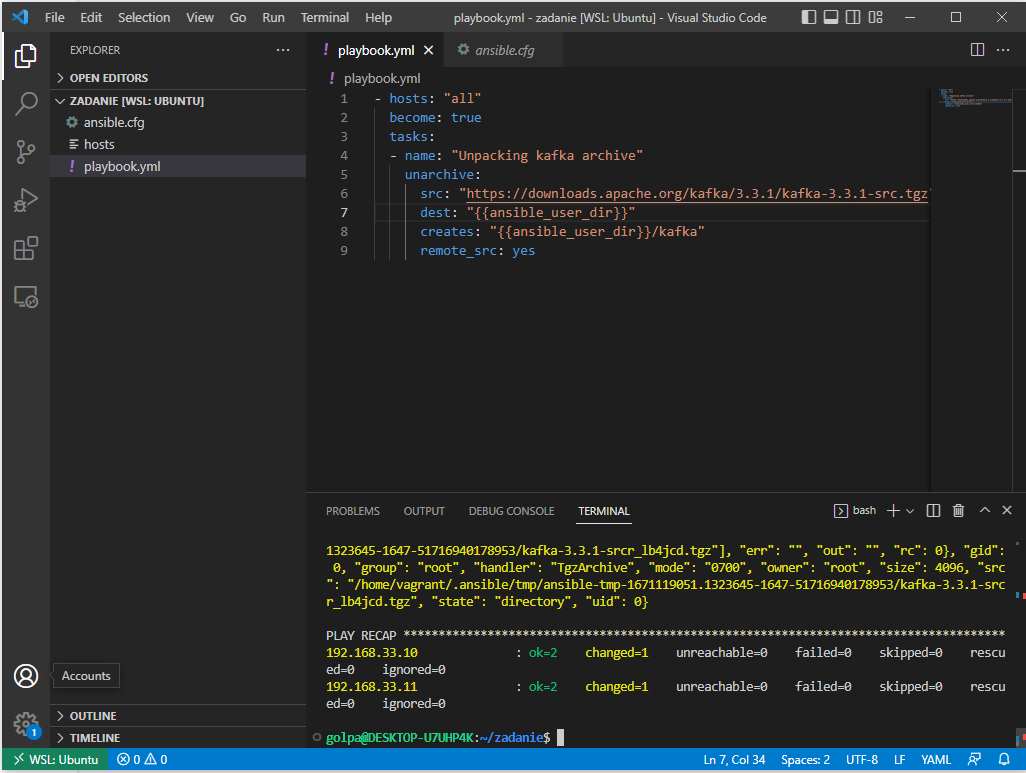 File Edit Selection View Go Run Terminal Help playbook.yml - zadanie [WSL: Ubuntu] - Visual Studio Code
EXPLORER
OPEN EDITORS
ZADANIE [WSL: UBUNTU]
ansible.cfg
hosts
! playbook.yml
! playbook.yml ansible.cfg
! playbook.yml
1 - hosts: "all"
2 become: true
3 tasks:
4 - name: "Unpacking kafka archive"
5 unarchive:
6 src: "https://downloads.apache.org/kafka/3.3.1/kafka-3.3.1-src.tgz"
7 dest: "{{ansible_user_dir}}"
8 creates: "{{ansible_user_dir}}/kafka"
9 remote_src: yes
PROBLEMS OUTPUT DEBUG CONSOLE TERMINAL bash
1323645-1647-51716940178953/kafka-3.3.1-srcr_lb4jcd.tgz"], "err": "", "out": "", "rc": 0}, "gid":
0, "group": "root", "handler": "TgzArchive", "mode": "0700", "owner": "root", "size": 4096, "src
": "/home/vagrant/.ansible/tmp/ansible-tmp-1671119051.1323645-1647-51716940178953/kafka-3.3.1-src
r_lb4jcd.tgz", "state": "directory", "uid": 0}
PLAY RECAP **************************************************************************************
192.168.33.10 : ok=2 changed=1 unreachable=0 failed=0 skipped=0 rescu
ed=0 ignored=0
192.168.33.11 : ok=2 changed=1 unreachable=0 failed=0 skipped=0 rescu
ed=0 ignored=0
golpa@DESKTOP-U7UHP4K:~/zadanie$
Accounts
OUTLINE
TIMELINE
1
WSL: Ubuntu 0 0 Ln 7, Col 34 Spaces: 2 UTF-8 LF YAML